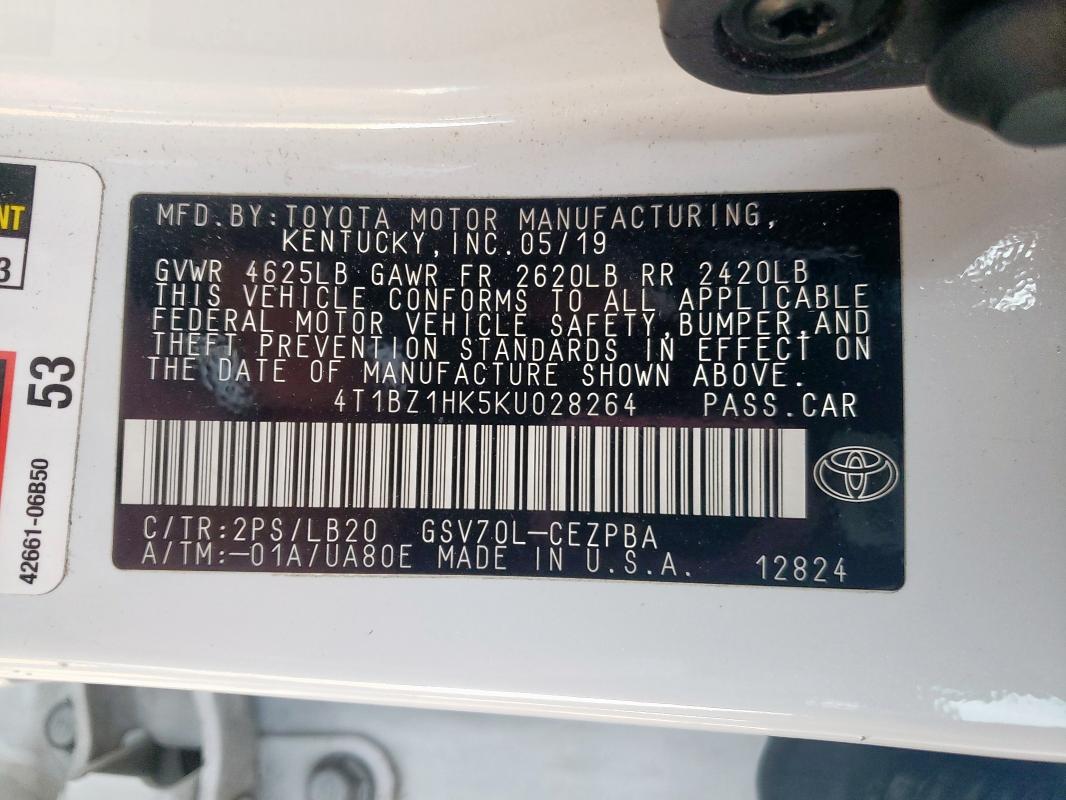 MFD.BY:TOYOTA MOTOR MANUFACTURING,
KENTUCKY,INC.05/19
GVWR 4625LB GAWR FR 2620LB RR 2420LB
THIS VEHICLE CONFORMS TO ALL APPLICABLE
FEDERAL MOTOR VEHICLE SAFETY,BUMPER,AND
THEFT PREVENTION STANDARDS IN EFFECT ON
THE DATE OF MANUFACTURE SHOWN ABOVE.
4T1BZ1HK5KU028264 PASS.CAR
C/TR:2PS/LB20 GSV70L-CEZPBA
A/TM:-01A/UA80E MADE IN U.S.A. 12824
NT
3
53
42661-06B50